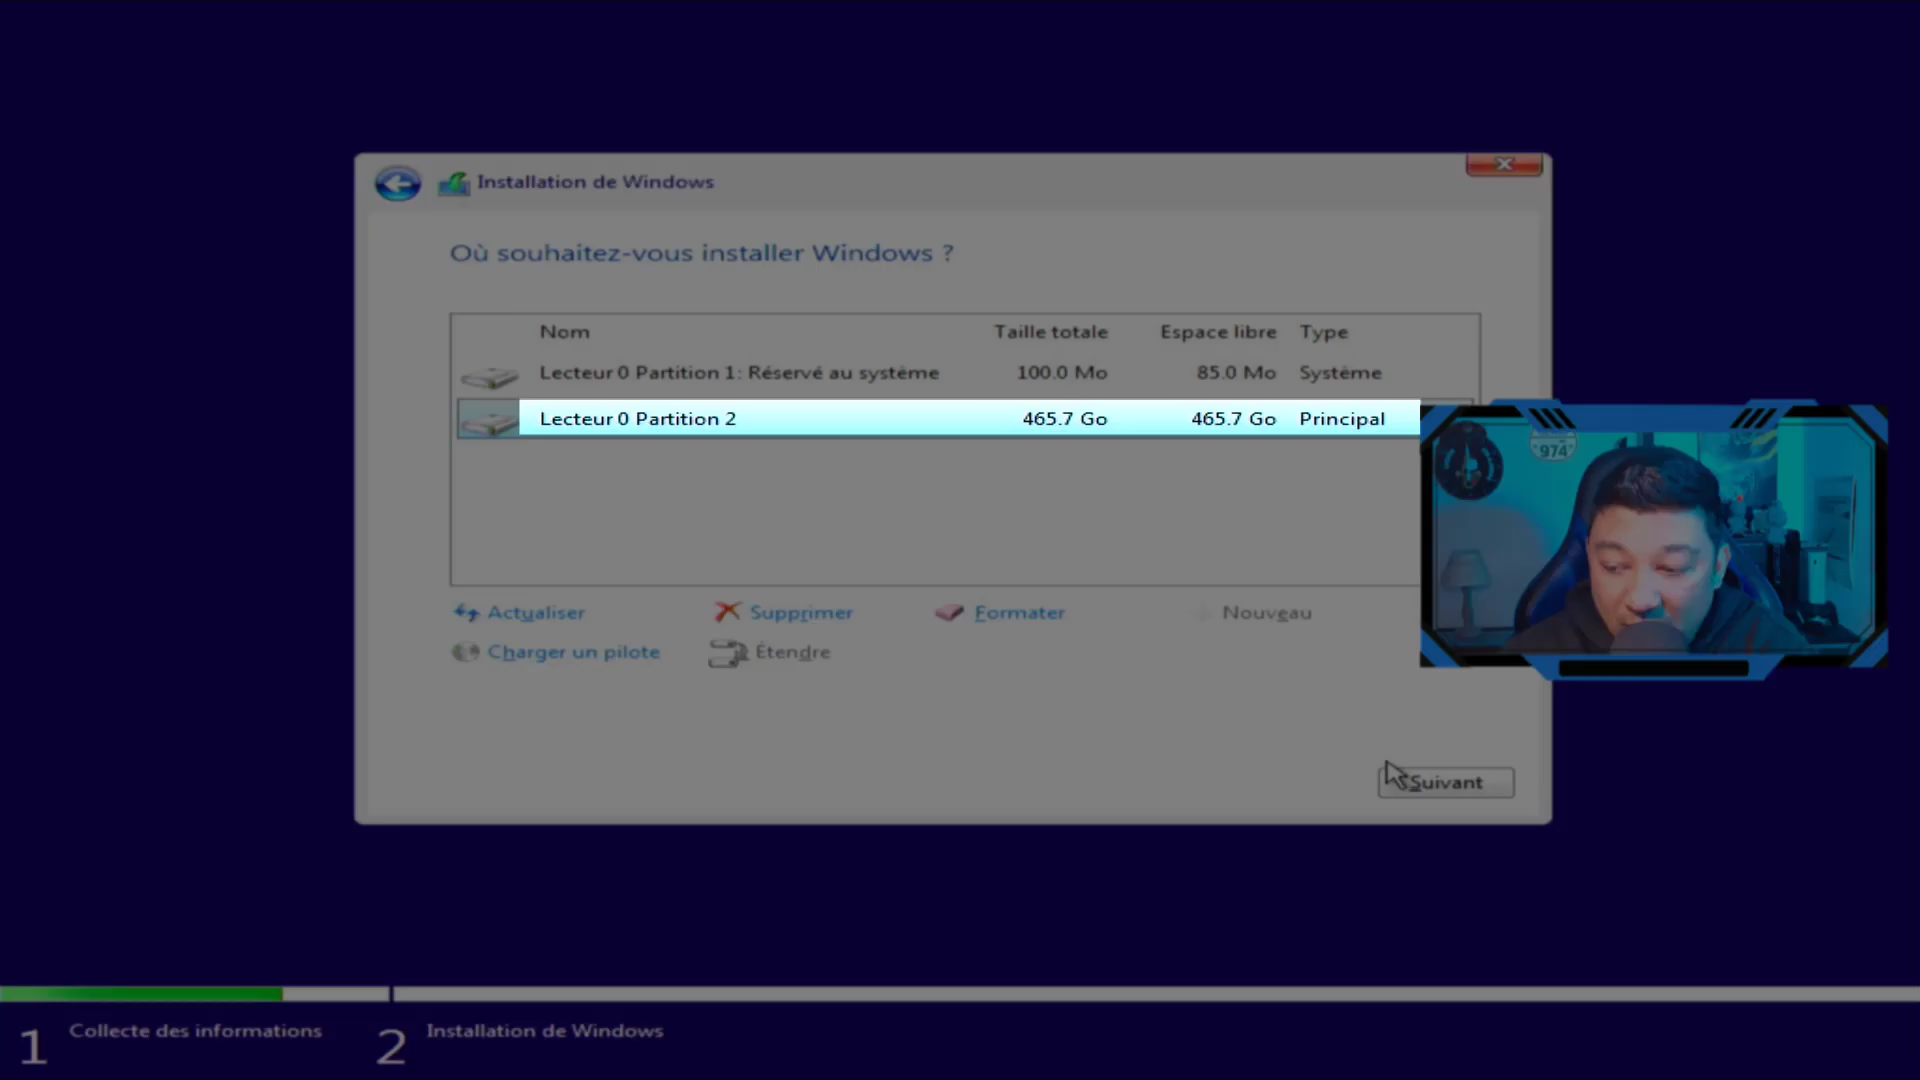 Installation de Windows
Où souhaitez-vous installer Windows ?
Nom Taille totale Espace libre Type
Lecteur 0 Partition 1: Réservé au système 100.0 Mo 85.0 Mo Système
Lecteur 0 Partition 2 465.7 Go 465.7 Go Principal
974
Actualiser Supprimer Formater Nouveau
Charger un pilote Étendre
Suivant
1 Collecte des informations 2 Installation de Windows